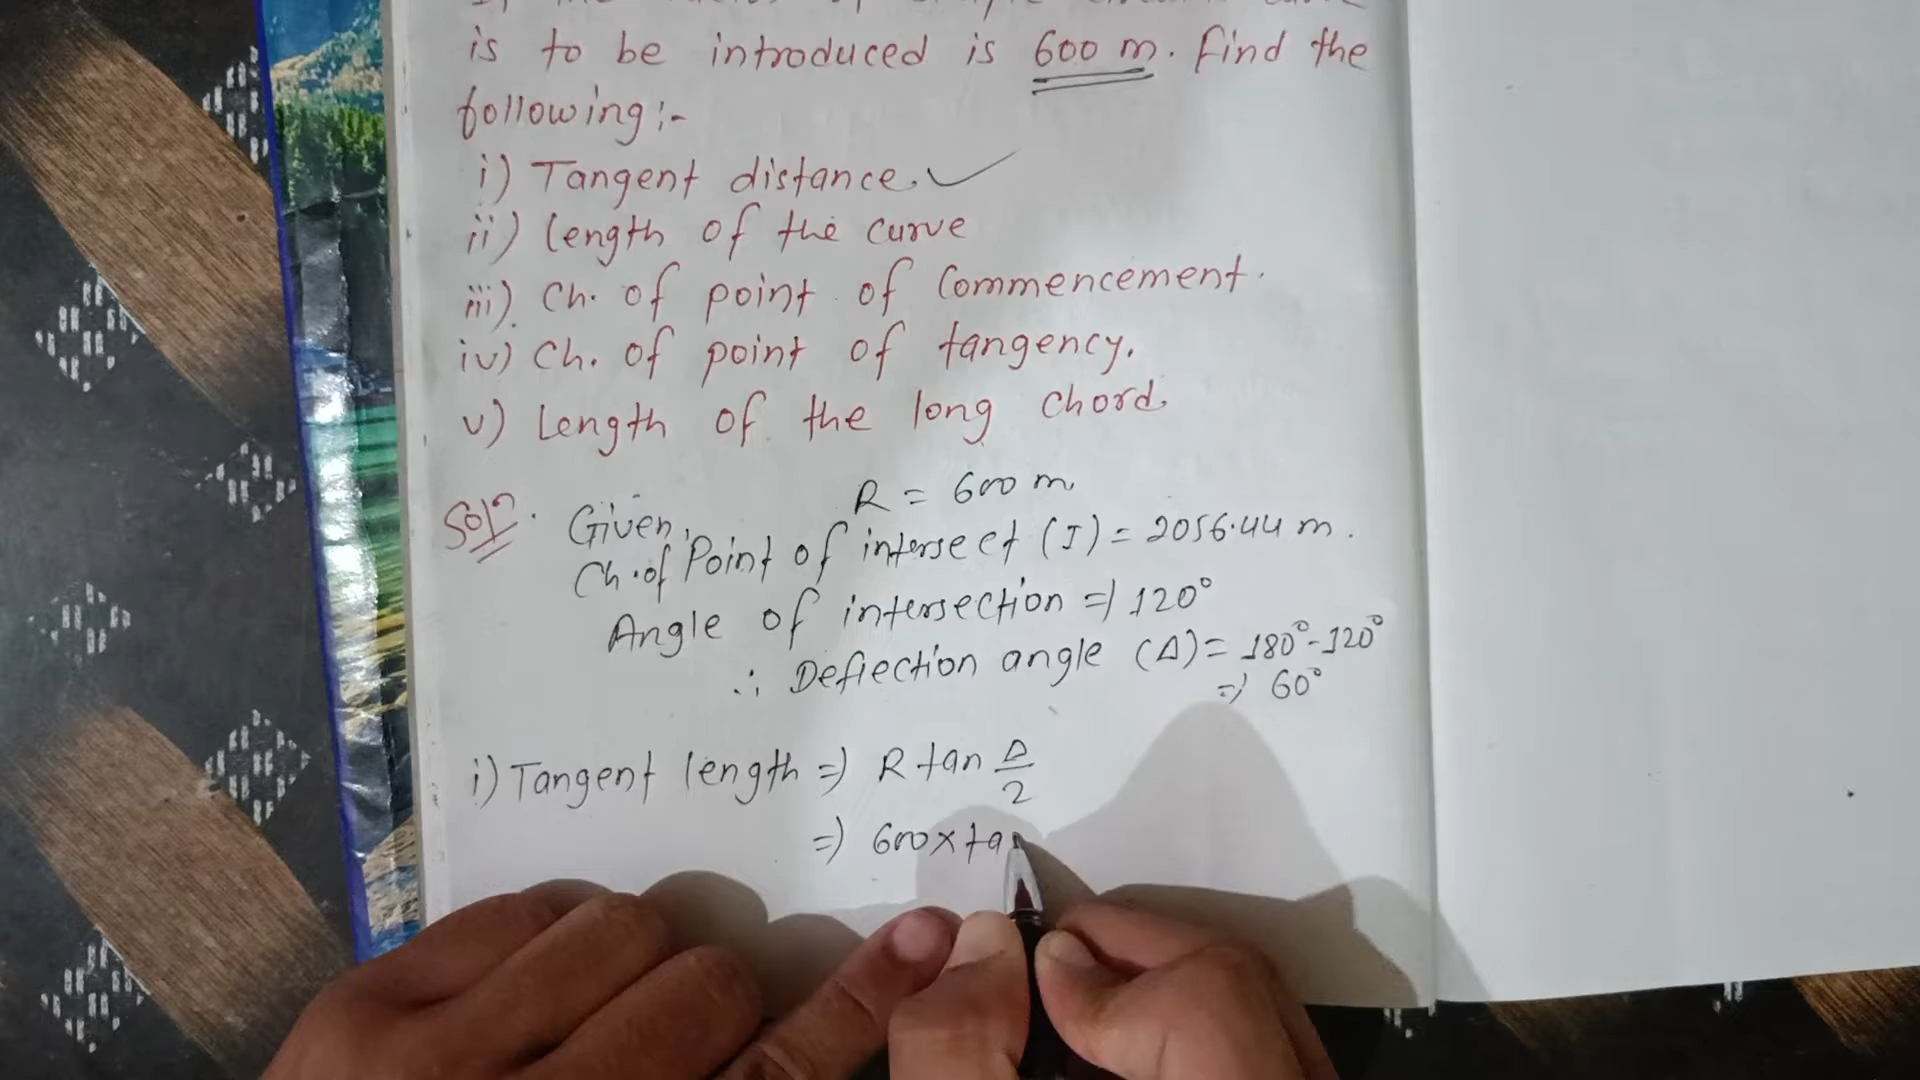 is to be introduced is 600 m. Find the
following:-
i) Tangent distance.
ii) length of the curve
iii) Ch. of point of Commencement.
iv) Ch. of point of tangency.
v) Length of the long chord.
Soln. Given, R = 600 m
Ch. of Point of intersect (I) = 2056.44 m.
Angle of intersection => 120°
∴ Deflection angle (Δ) = 180° - 120°
=> 60°
i) Tangent length => R tan Δ/2
=> 600 x tan